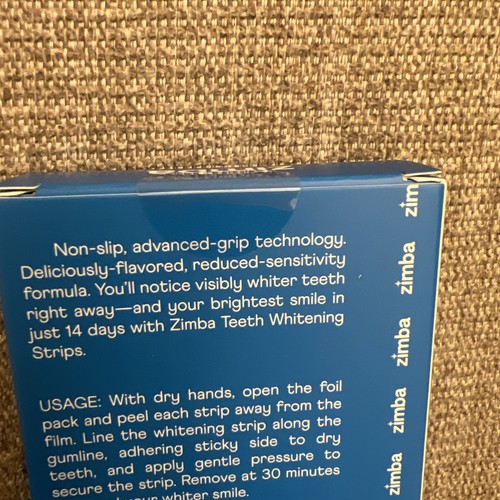 Non-slip, advanced-grip technology.
Deliciously-flavored, reduced-sensitivity
formula. You'll notice visibly whiter teeth
right away—and your brightest smile in
just 14 days with Zimba Teeth Whitening
Strips.
USAGE: With dry hands, open the foil
pack and peel each strip away from the
film. Line the whitening strip along the
gumline, adhering sticky side to dry
teeth, and apply gentle pressure to
secure the strip. Remove at 30 minutes
your whiter smile.
zim
zimba
zimba
zimba
zimba